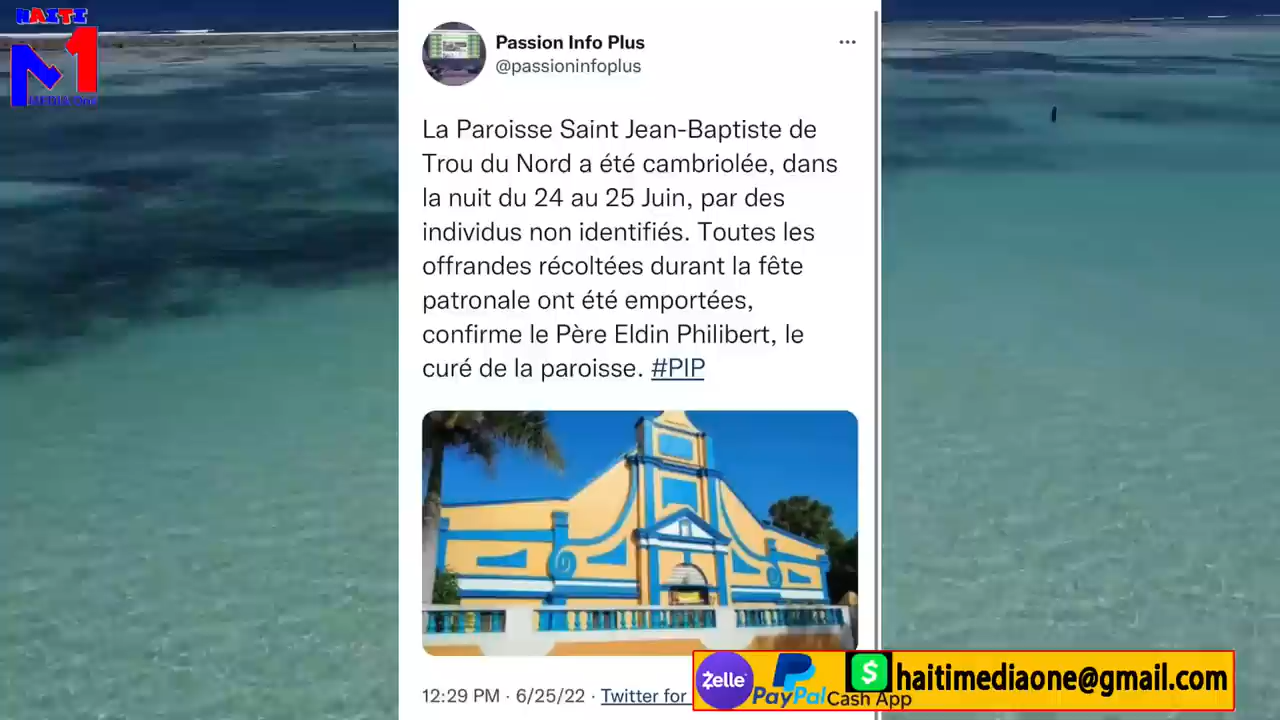 HAITI
M1
MEDIA One
Passion Info Plus
@passioninfoplus
La Paroisse Saint Jean-Baptiste de
Trou du Nord a été cambriolée, dans
la nuit du 24 au 25 Juin, par des
individus non identifiés. Toutes les
offrandes récoltées durant la fête
patronale ont été emportées,
confirme le Père Eldin Philibert, le
curé de la paroisse. #PIP
12:29 PM · 6/25/22 · Twitter for
Zelle
PayPal
$
Cash App
haitimediaone@gmail.com